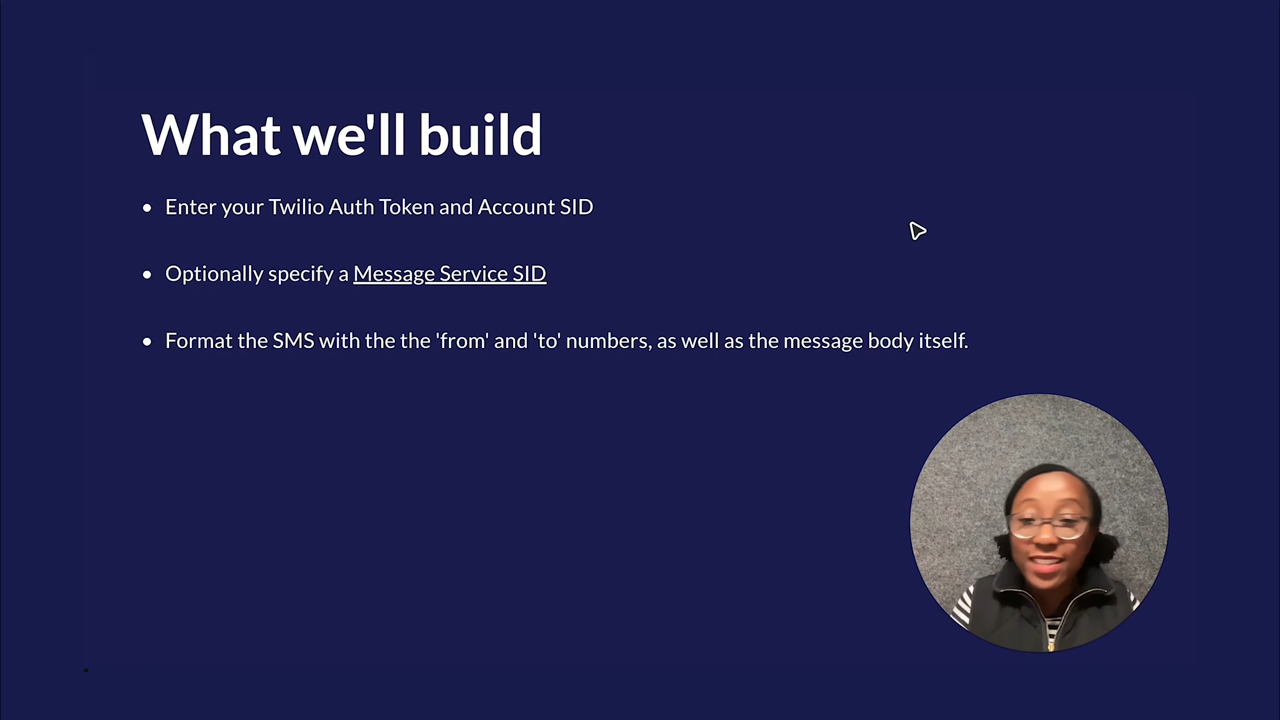 What we'll build
• Enter your Twilio Auth Token and Account SID
• Optionally specify a Message Service SID
• Format the SMS with the the 'from' and 'to' numbers, as well as the message body itself.